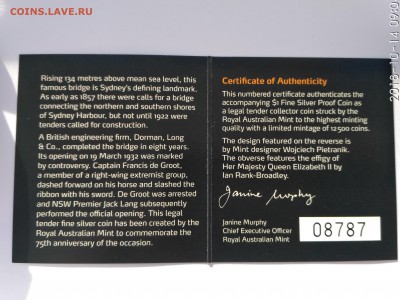 COINS.LAVE.RU
Rising 134 metres above mean sea level, this
famous bridge is Sydney's defining landmark.
As early as 1857 there were calls for a bridge
connecting the northern and southern shores
of Sydney Harbour, but not until 1922 were
tenders called for construction.
A British engineering firm, Dorman, Long
& Co., completed the bridge in eight years.
Its opening on 19 March 1932 was marked
by controversy. Captain Francis de Groot,
a member of a right-wing extremist group,
dashed forward on his horse and slashed the
ribbon with his sword. De Groot was arrested
and NSW Premier Jack Lang subsequently
performed the official opening. This legal
tender fine silver coin has been created by the
Royal Australian Mint to commemorate the
75th anniversary of the occasion.
Certificate of Authenticity
This numbered certificate authenticates the
accompanying $1 Fine Silver Proof Coin as
a legal tender collector coin struck by the
Royal Australian Mint to the highest minting
quality with a limited mintage of 12500 coins.
The design featured on the reverse is
by Mint designer Wojciech Pietranik.
The obverse features the effigy of
Her Majesty Queen Elizabeth II by
Ian Rank-Broadley.
Janine Murphy
Janine Murphy
Chief Executive Officer
Royal Australian Mint
08787